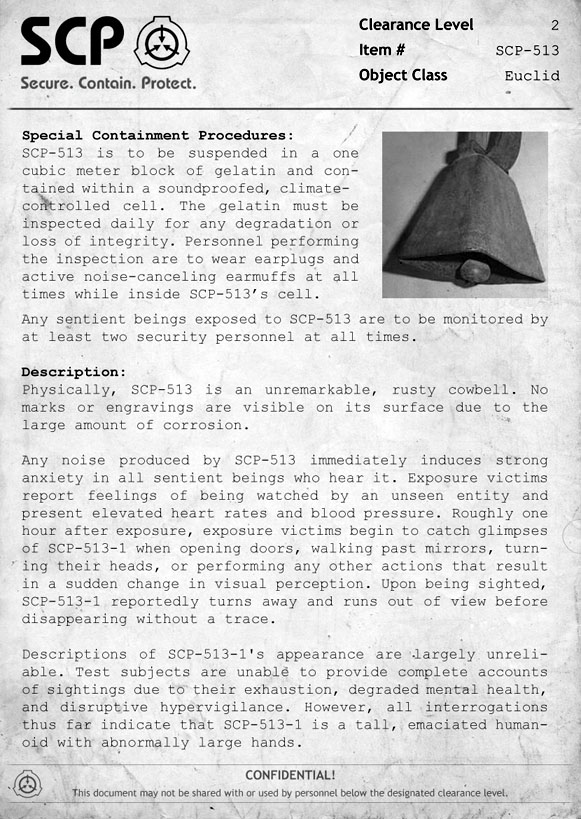 SCP
Secure. Contain. Protect.
Clearance Level 2
Item # SCP-513
Object Class Euclid
Special Containment Procedures:
SCP-513 is to be suspended in a one
cubic meter block of gelatin and con-
tained within a soundproofed, climate-
controlled cell. The gelatin must be
inspected daily for any degradation or
loss of integrity. Personnel performing
the inspection are to wear earplugs and
active noise-canceling earmuffs at all
times while inside SCP-513's cell.
Any sentient beings exposed to SCP-513 are to be monitored by
at least two security personnel at all times.
Description:
Physically, SCP-513 is an unremarkable, rusty cowbell. No
marks or engravings are visible on its surface due to the
large amount of corrosion.
Any noise produced by SCP-513 immediately induces strong
anxiety in all sentient beings who hear it. Exposure victims
report feelings of being watched by an unseen entity and
present elevated heart rates and blood pressure. Roughly one
hour after exposure, exposure victims begin to catch glimpses
of SCP-513-1 when opening doors, walking past mirrors, turn-
ing their heads, or performing any other actions that result
in a sudden change in visual perception. Upon being sighted,
SCP-513-1 reportedly turns away and runs out of view before
disappearing without a trace.
Descriptions of SCP-513-1's appearance are largely unreli-
able. Test subjects are unable to provide complete accounts
of sightings due to their exhaustion, degraded mental health,
and disruptive hypervigilance. However, all interrogations
thus far indicate that SCP-513-1 is a tall, emaciated human-
oid with abnormally large hands.
CONFIDENTIAL!
This document may not be shared with or used by personnel below the designated clearance level.